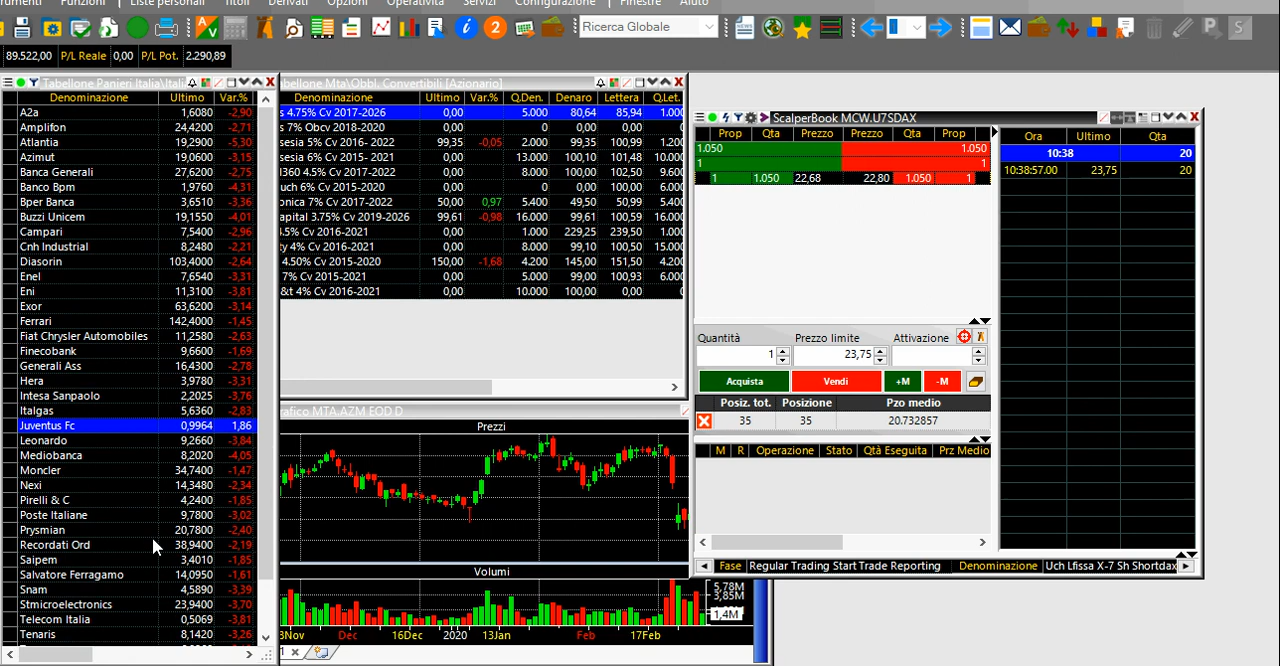 rumenti Funzioni Liste personali Titoli Derivati Opzioni Operatività Servizi Configurazione Finestre Aiuto
Ricerca Globale
89.522,00 P/L Reale 0,00 P/L Pot. 2.290,89
Tabellone Panieri Italia\Itali
Denominazione Ultimo Var.%
A2a 1,6080 -2,90
Amplifon 24,4200 -2,71
Atlantia 19,2900 -5,30
Azimut 19,0600 -3,15
Banca Generali 27,6200 -2,75
Banco Bpm 1,9760 -4,31
Bper Banca 3,6510 -3,36
Buzzi Unicem 19,1550 -4,01
Campari 7,5400 -2,96
Cnh Industrial 8,2480 -2,21
Diasorin 103,4000 -2,64
Enel 7,6540 -3,31
Eni 11,3100 -3,81
Exor 63,6200 -3,14
Ferrari 142,4000 -1,45
Fiat Chrysler Automobiles 11,2580 -2,63
Finecobank 9,6600 -1,69
Generali Ass 16,4300 -2,78
Hera 3,9780 -3,31
Intesa Sanpaolo 2,2025 -3,76
Italgas 5,6360 -2,83
Juventus Fc 0,9964 1,86
Leonardo 9,2660 -3,84
Mediobanca 8,2020 -4,05
Moncler 34,7400 -1,47
Nexi 14,3480 -2,34
Pirelli & C 4,2400 -1,85
Poste Italiane 9,7800 -3,02
Prysmian 20,7800 -2,40
Recordati Ord 38,9400 -2,19
Saipem 3,4010 -1,85
Salvatore Ferragamo 14,0950 -1,61
Snam 4,4589 -3,39
Stmicroelectronics 23,9400 -3,70
Telecom Italia 0,5069 -3,81
Tenaris 8,1420 -3,26
bellone Mta\Obbl. Convertibili [Azionario]
Denominazione Ultimo Var.% Q.Den. Denaro Lettera Q.Let.
s 4.75% Cv 2017-2026 0,00 5.000 80,64 85,94 1.000
s 7% Obcv 2018-2020 0,00 0 0,00 0,00
sesia 5% Cv 2016- 2022 99,35 -0,05 2.000 99,35 100,99 1.200
sesia 6% Cv 2015- 2021 0,00 13.000 100,10 101,48 10.000
l360 4.5% Cv 2017-2022 0,00 8.000 100,00 102,50 9.600
uch 6% Cv 2015-2020 0,00 0 0,00 100,00 6.000
onica 7% Cv 2017-2022 50,00 0,97 5.400 49,50 50,99 5.400
apital 3.75% Cv 2019-2026 99,61 -0,98 16.000 99,61 100,59 16.000
.5% Cv 2016-2021 0,00 1.000 229,25 239,50 1.000
ty 4% Cv 2016-2021 0,00 8.000 99,10 100,50 15.000
4.50% Cv 2015-2020 150,00 -1,68 4.200 145,00 151,50 4.200
7% Cv 2015-2021 0,00 5.000 99,00 100,93 6.000
&t 4% Cv 2016-2021 0,00 10.000 100,00 0,00
rafico MTA.AZM EOD D
Prezzi
Volumi
5,78M
3,85M
1,4M
3Nov Dec 16Dec 2020 13Jan Feb 17Feb
ScalperBook MCW.U7SDAX
Prop Qta Prezzo Prezzo Qta Prop
1.050 1.050
1 1
1 1.050 22,68 22,80 1.050 1
Quantità Prezzo limite Attivazione
1 23,75
Acquista Vendi +M -M
Posiz. tot. Posizione Pzo medio
35 35 20.732857
M R Operazione Stato Qtà Eseguita Prz Medio
Ora Ultimo Qta
10:38 20
10:38:57.00 23,75 20
Fase Regular Trading Start Trade Reporting Denominazione Uch Lfissa X-7 Sh Shortdax